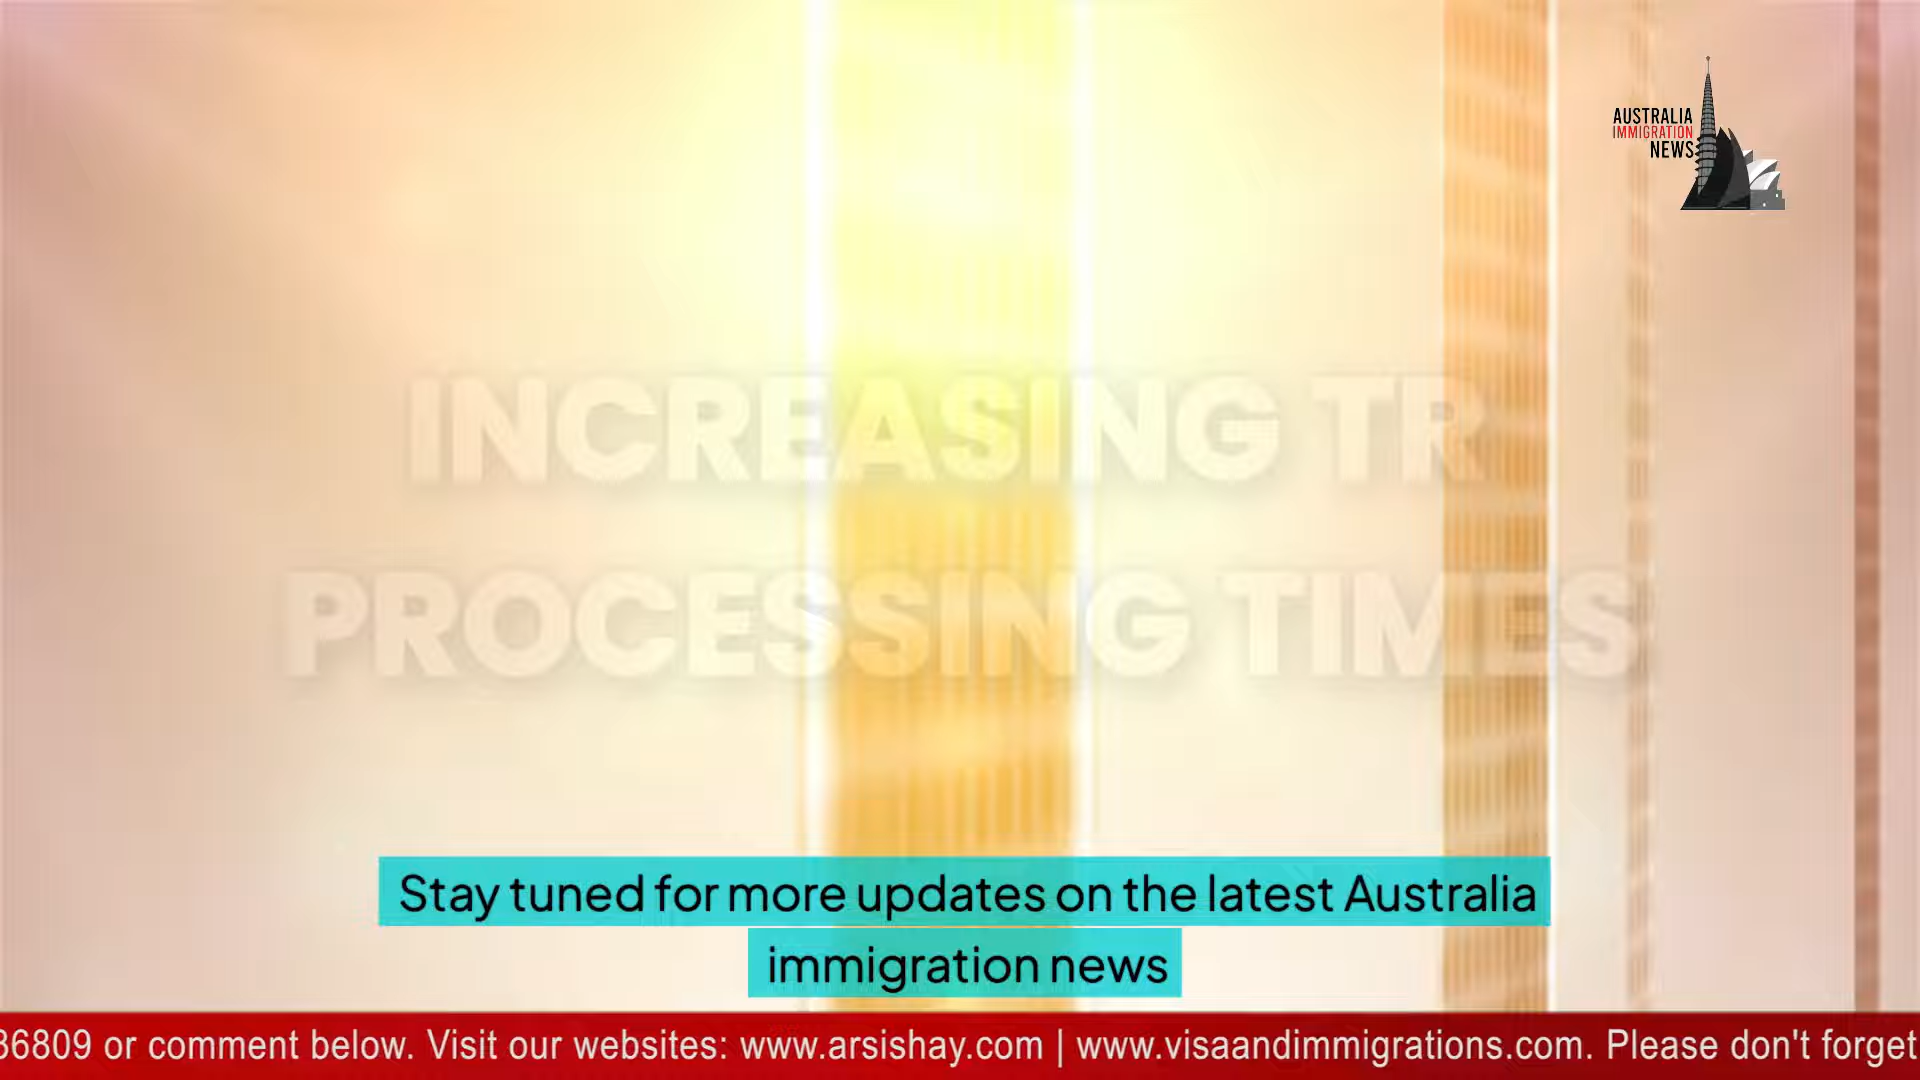 AUSTRALIA
IMMIGRATION
NEWS
INCREASING TR
PROCESSING TIMES
Stay tuned for more updates on the latest Australia
immigration news
36809 or comment below. Visit our websites: www.arsishay.com | www.visaandimmigrations.com. Please don't forget